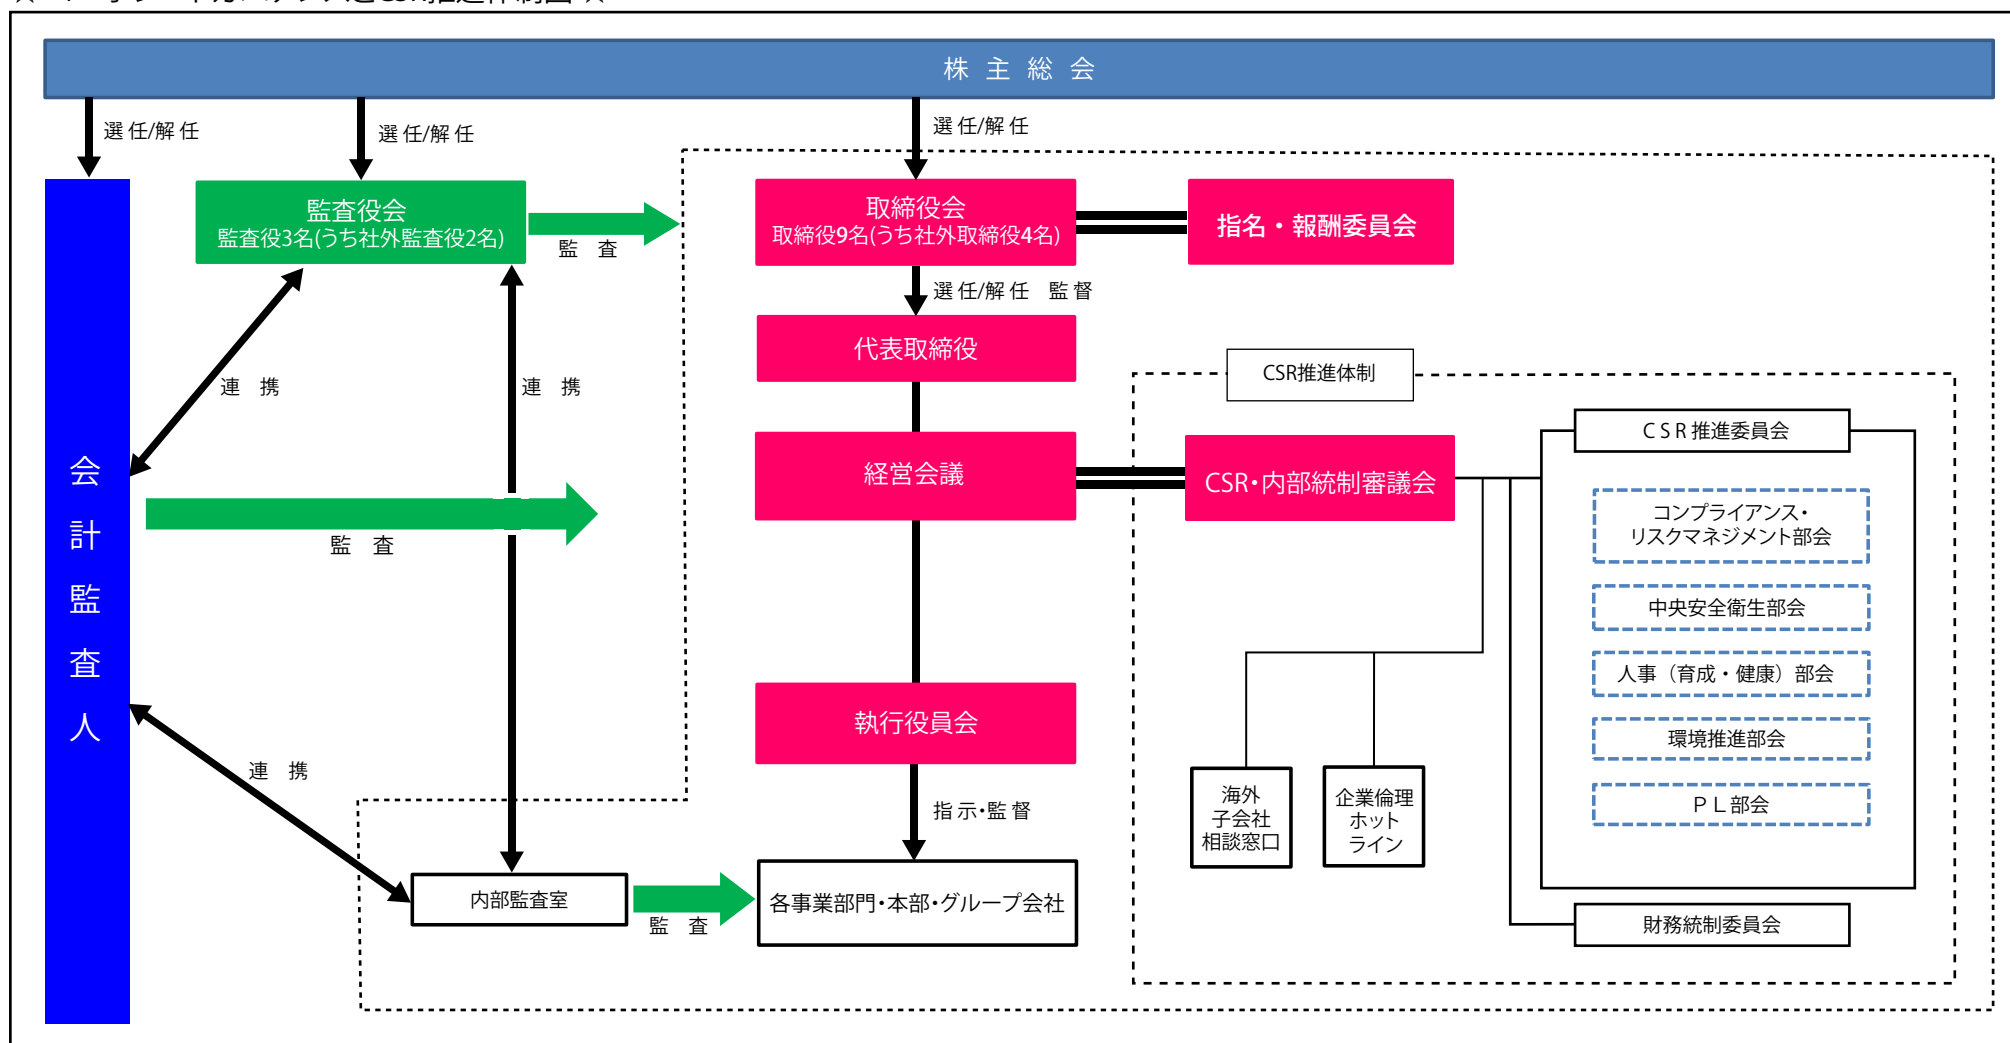 株主総会
選任/解任
選任/解任
選任/解任
監査役会
監査役3名(うち社外監査役2名)
監 査
取締役会
取締役9名(うち社外取締役4名)
指名・報酬委員会
選任/解任 監督
代表取締役
連 携
連 携
CSR推進体制
CSR推進委員会
経営会議
CSR・内部統制審議会
会計監査人
監 査
コンプライアンス・
リスクマネジメント部会
中央安全衛生部会
人事（育成・健康）部会
環境推進部会
ＰＬ部会
執行役員会
連 携
指示・監督
海外
子会社
相談窓口
企業倫理
ホット
ライン
内部監査室
監 査
各事業部門・本部・グループ会社
財務統制委員会